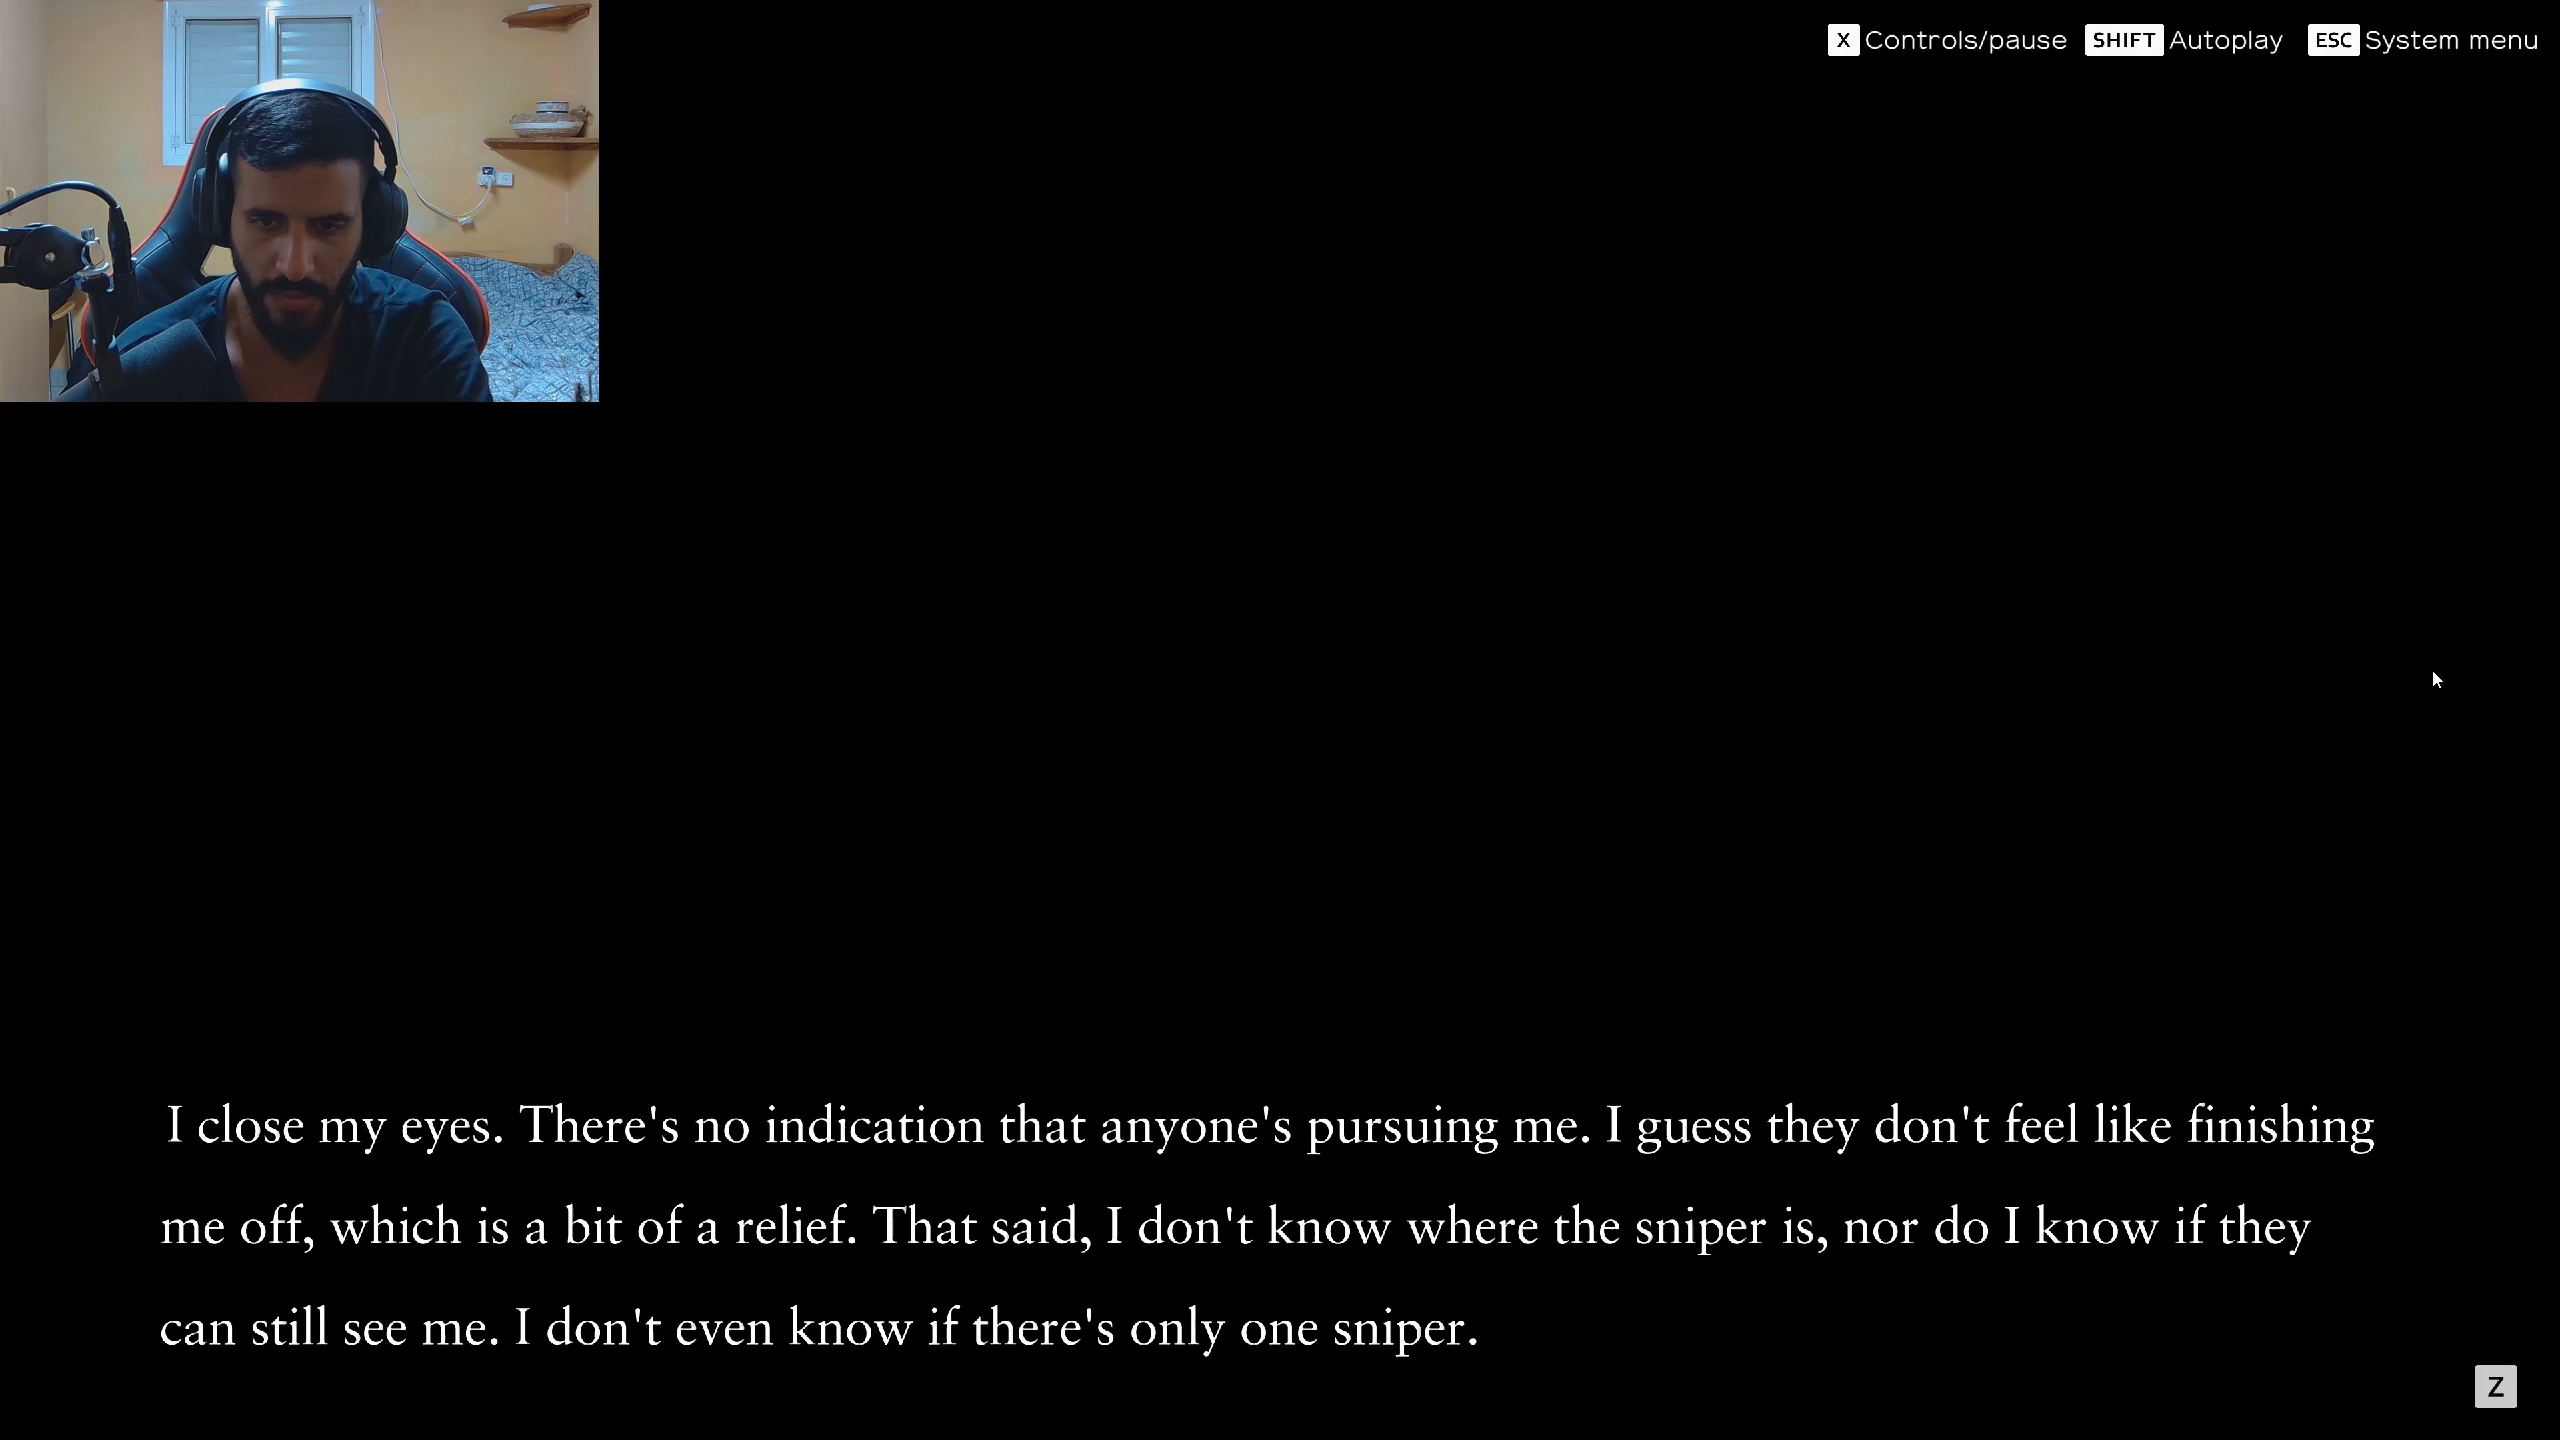 X Controls/pause SHIFT Autoplay ESC System menu
I close my eyes. There's no indication that anyone's pursuing me. I guess they don't feel like finishing
me off, which is a bit of a relief. That said, I don't know where the sniper is, nor do I know if they
can still see me. I don't even know if there's only one sniper.
Z